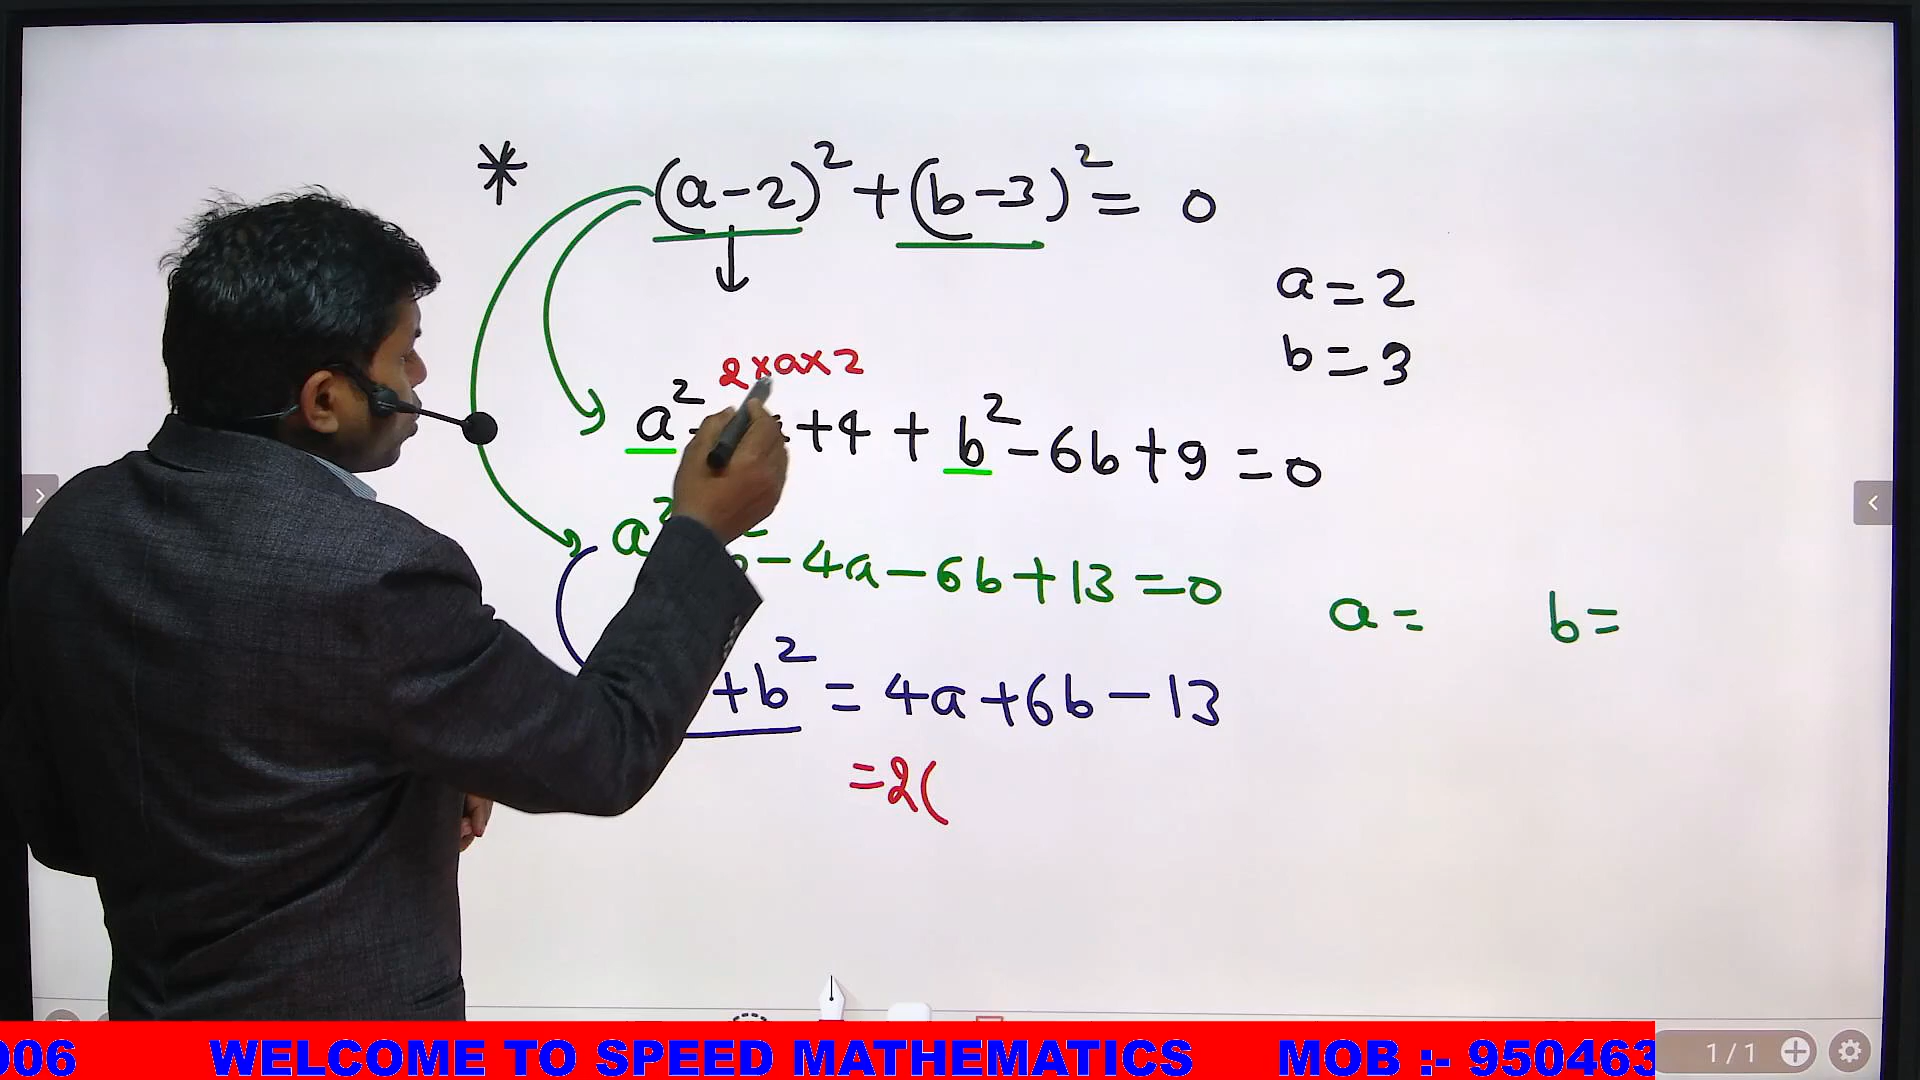 * (a-2)² + (b-3)² = 0
a = 2
b = 3
2×a×2
a² - +4 + b² - 6b + 9 = 0
a² - 4a - 6b + 13 = 0
a = b =
+ b² = 4a + 6b - 13
= 2(
006 WELCOME TO SPEED MATHEMATICS MOB :- 950463
1/1